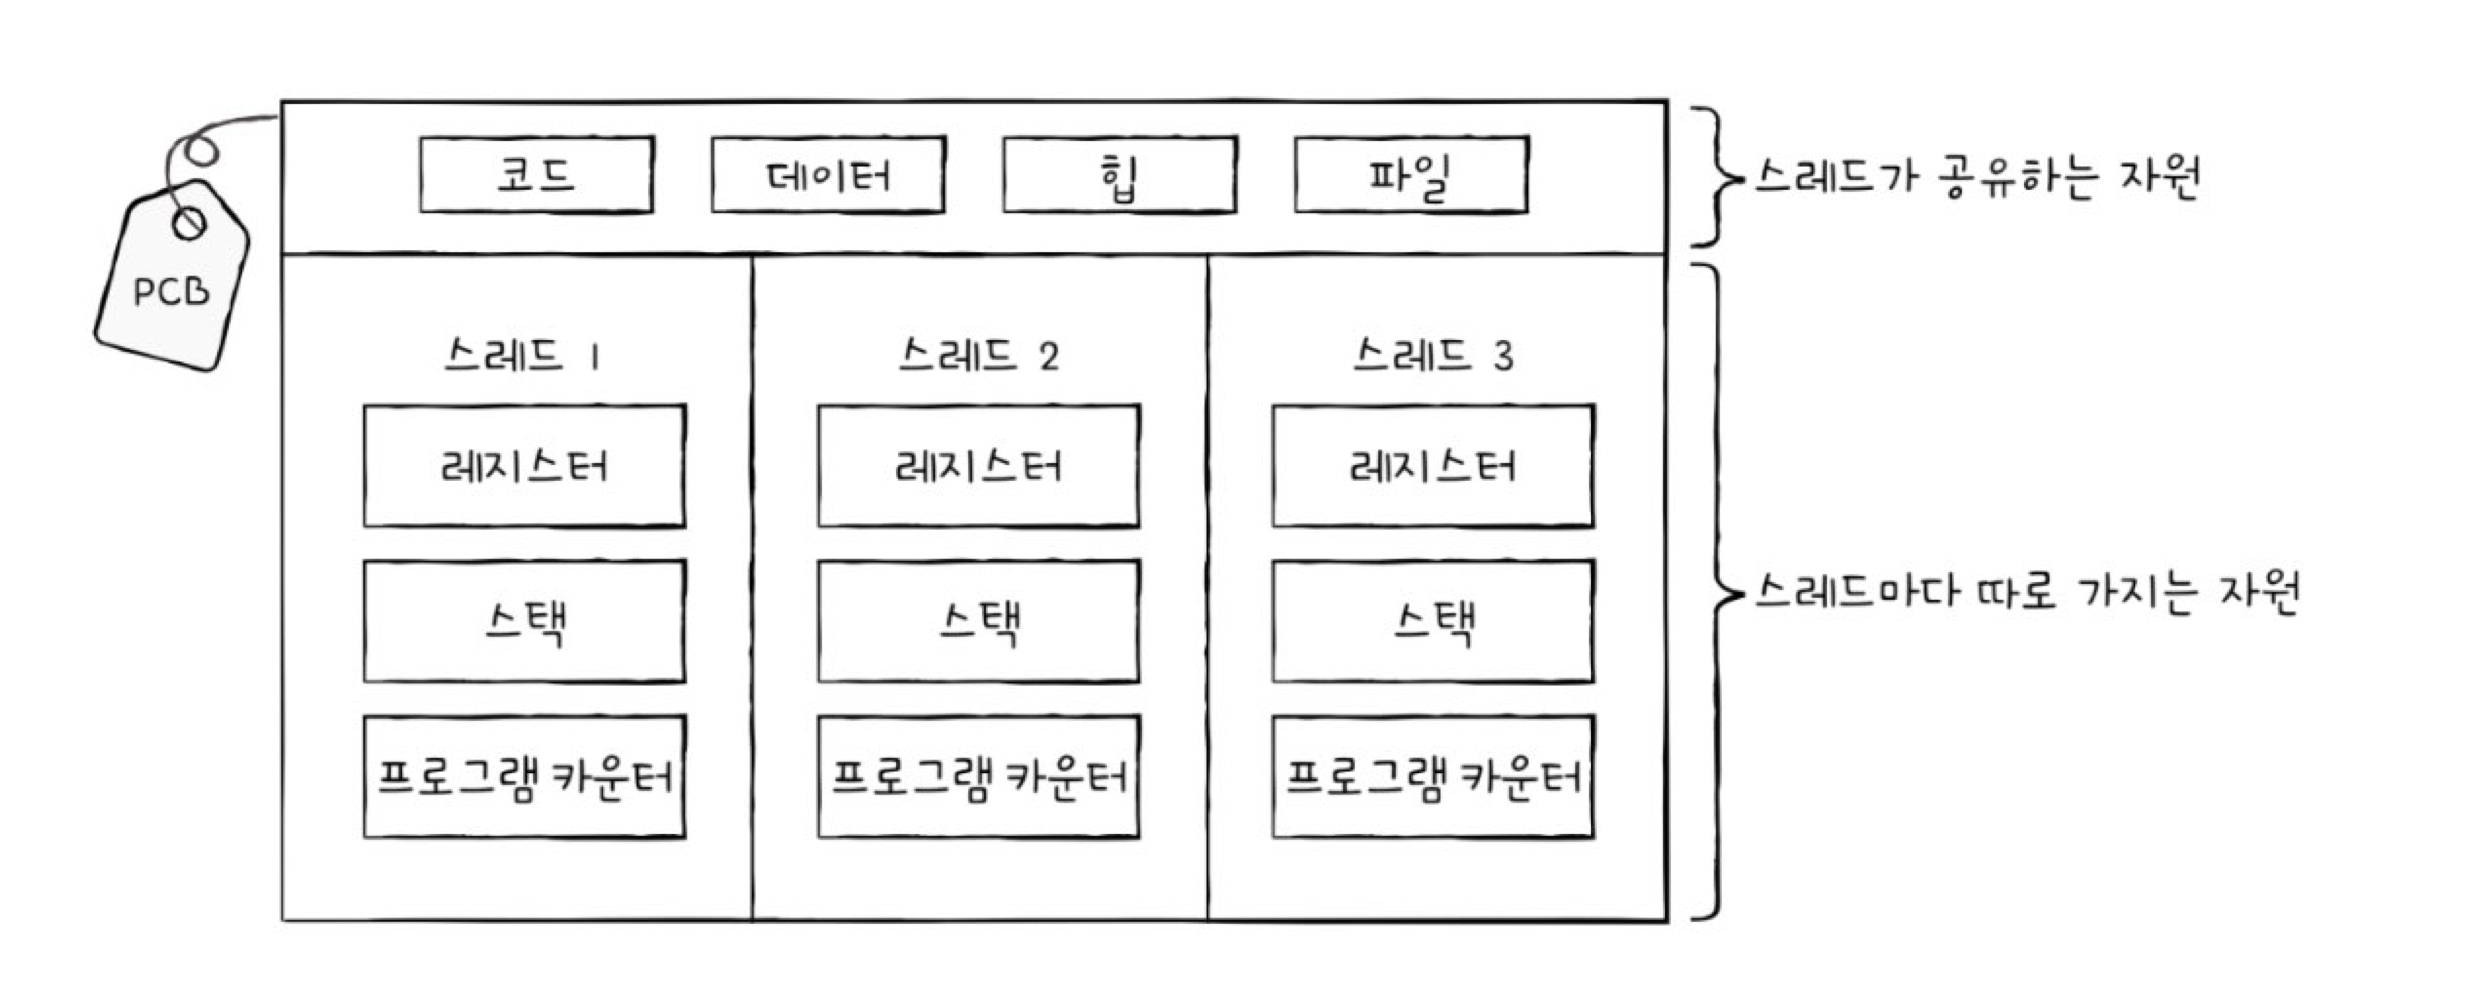 코드 데이터 힙 파일
스레드가 공유하는 자원
PCB
스레드 1 스레드 2 스레드 3
레지스터 레지스터 레지스터
스택 스택 스택
스레드마다 따로 가지는 자원
프로그램 카운터 프로그램 카운터 프로그램 카운터